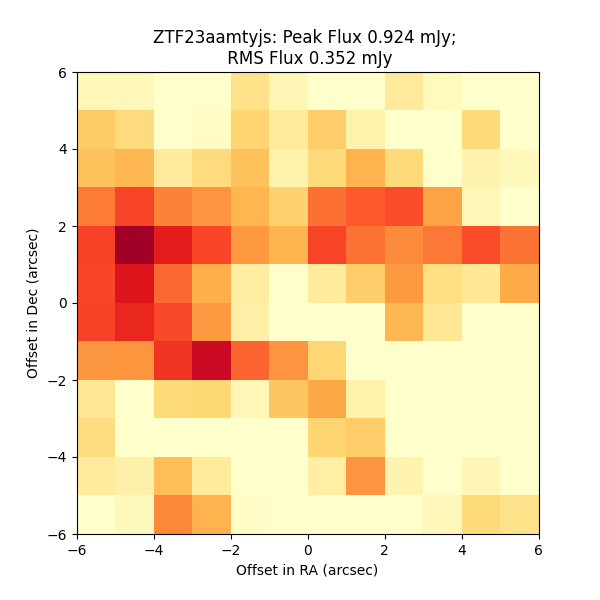 ZTF23aamtyjs: Peak Flux 0.924 mJy;
RMS Flux 0.352 mJy
6
4
2
0
−2
−4
−6
Offset in Dec (arcsec)
−6 −4 −2 0 2 4 6
Offset in RA (arcsec)